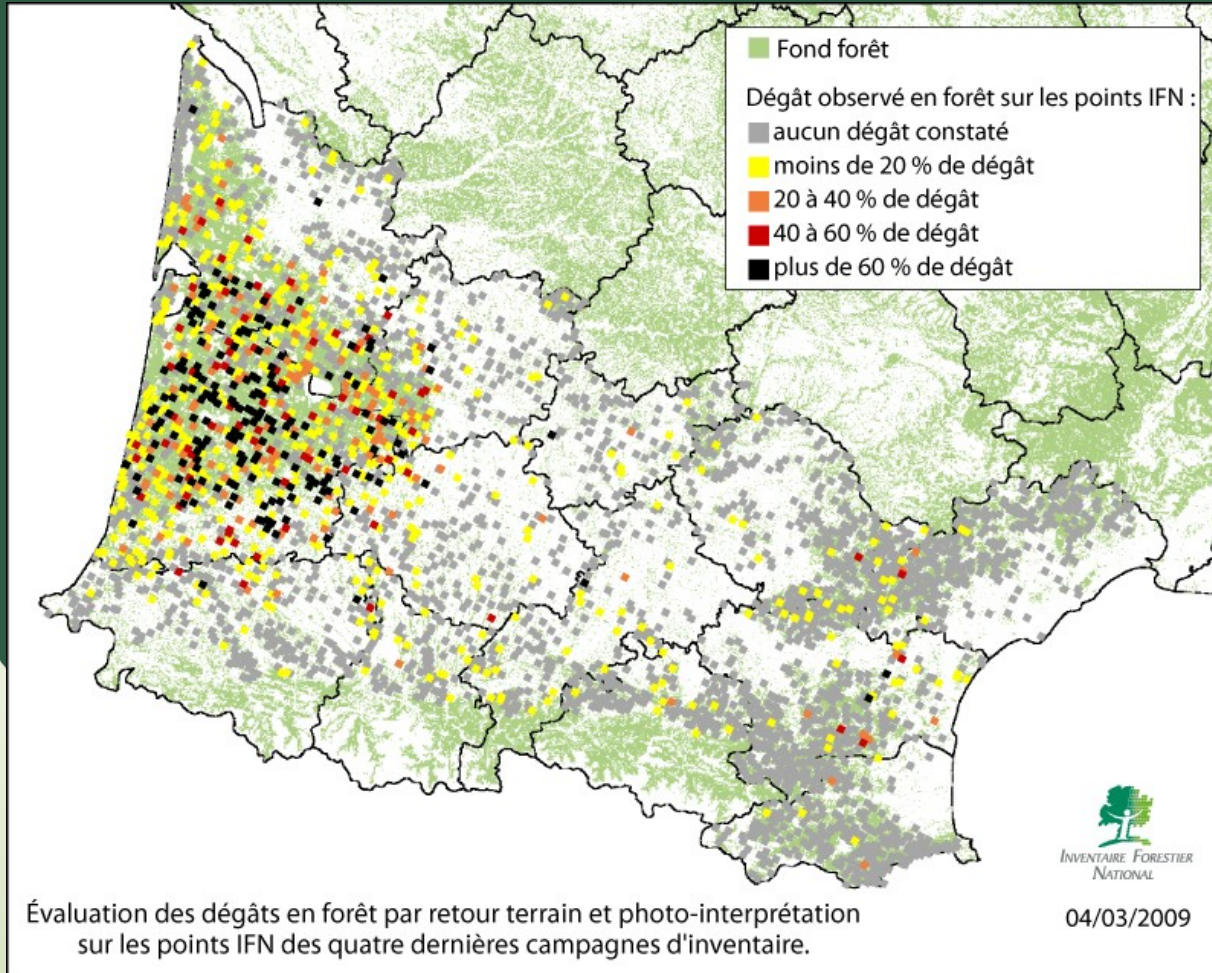 Fond forêt
Dégât observé en forêt sur les points IFN :
aucun dégât constaté
moins de 20 % de dégât
20 à 40 % de dégât
40 à 60 % de dégât
plus de 60 % de dégât
INVENTAIRE FORESTIER
NATIONAL
Évaluation des dégâts en forêt par retour terrain et photo-interprétation
sur les points IFN des quatre dernières campagnes d'inventaire.
04/03/2009